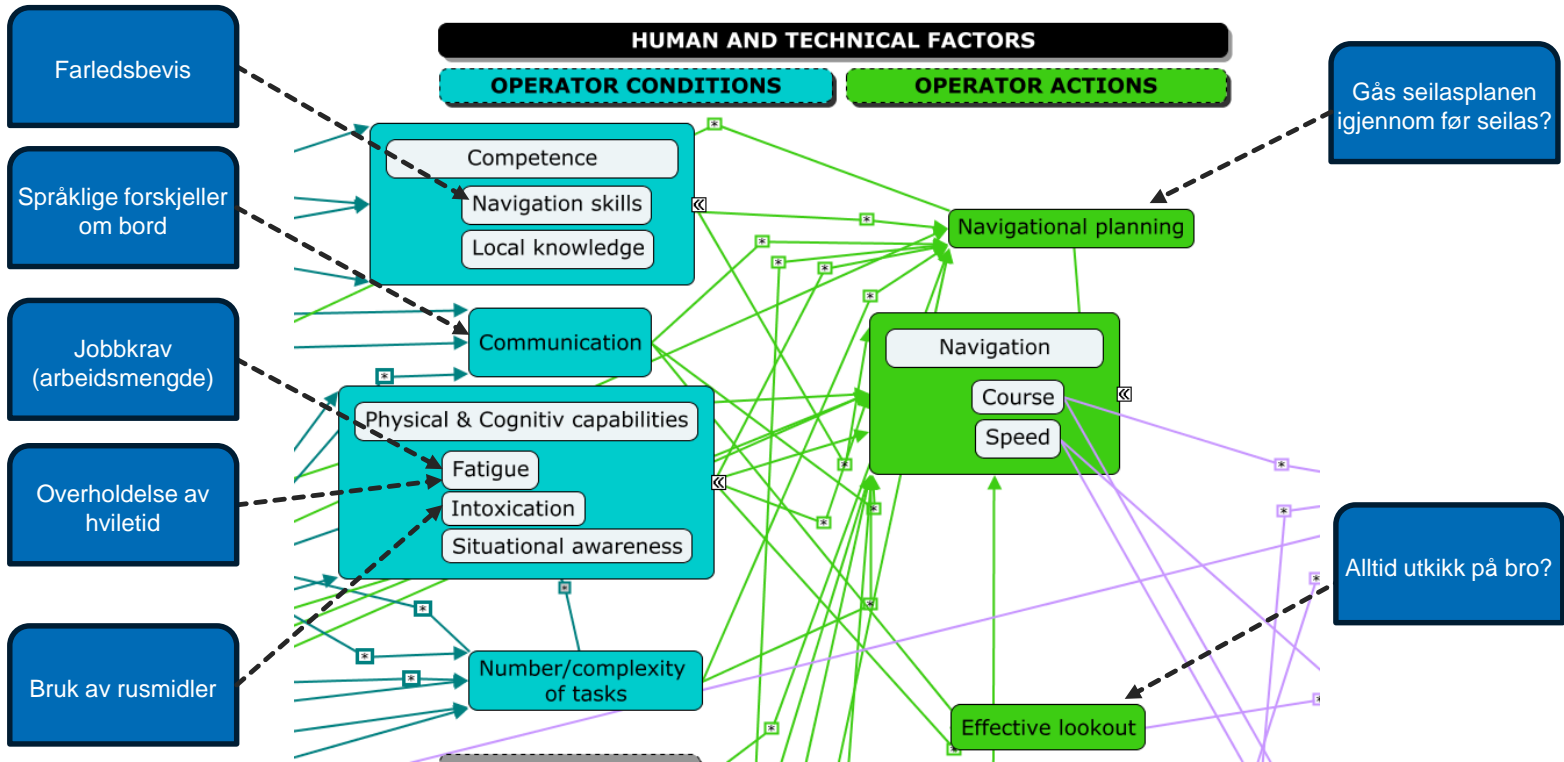 HUMAN AND TECHNICAL FACTORS
OPERATOR CONDITIONS
OPERATOR ACTIONS
Farledsbevis
Språklige forskjeller
om bord
Jobbkrav
(arbeidsmengde)
Overholdelse av
hviletid
Bruk av rusmidler
Competence
Navigation skills
Local knowledge
Communication
Physical & Cognitiv capabilities
Fatigue
Intoxication
Situational awareness
Number/complexity
of tasks
Navigational planning
Navigation
Course
Speed
Effective lookout
Gås seilasplanen
igjennom før seilas?
Alltid utkikk på bro?